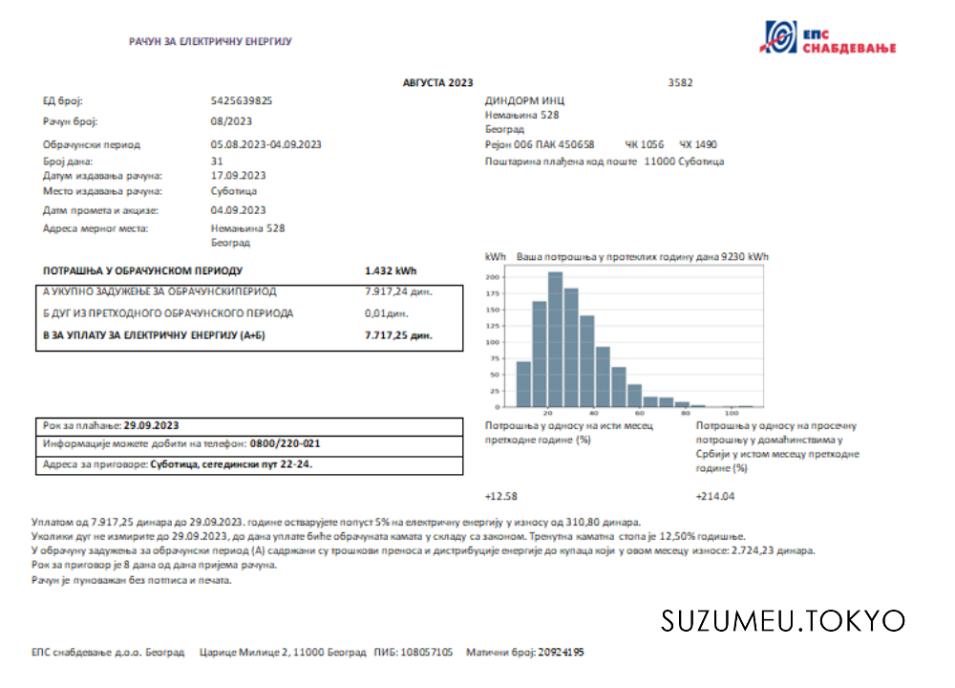 РАЧУН ЗА ЕЛЕКТРИЧНУ ЕНЕРГИЈУ
ЕПС
СНАБДЕВАЊЕ
АВГУСТА 2023 3582
ЕД број: 5425639825
Рачун број: 08/2023
Обрачунски период 05.08.2023-04.09.2023
Број дана: 31
Датум издавања рачуна: 17.09.2023
Место издавања рачуна: Суботица
Датм промета и акцизе: 04.09.2023
Адреса мерног места: Немањина 528
Београд
ДИНДОРМ ИНЦ
Немањина 528
Београд
Рејон 006 ПАК 450658 ЧК 1056 ЧХ 1490
Поштарина плаћена код поште 11000 Суботица
ПОТРАШЊА У ОБРАЧУНСКОМ ПЕРИОДУ 1.432 kWh
А УКУПНО ЗАДУЖЕЊЕ ЗА ОБРАЧУНСКИПЕРИОД 7.917,24 дин.
Б ДУГ ИЗ ПРЕТХОДНОГ ОБРАЧУНСКОГ ПЕРИОДА 0,01дин.
В ЗА УПЛАТУ ЗА ЕЛЕКТРИЧНУ ЕНЕРГИЈУ (А+Б) 7.717,25 дин.
kWh Ваша потрошња у протеклих годину дана 9230 kWh
200
175
150
125
100
75
50
25
0
20 40 60 80 100
Рок за плаћање: 29.09.2023
Информације можете добити на телефон: 0800/220-021
Адреса за приговоре: Суботица, сегедински пут 22-24.
Потрошња у односу на исти месец
претходне године (%)
+12.58
Потрошња у односу на просечну
потрошњу у домаћинствима у
Србији у истом месецу претходне
године (%)
+214.04
Уплатом од 7.917,25 динара до 29.09.2023. године остварујете попуст 5% на електричну енергију у износу од 310,80 динара.
Уколики дуг не измирите до 29.09.2023, до дана уплате биће обрачуната камата у складу са законом. Тренутна каматна стопа је 12,50% годишње.
У обрачуну задужења за обрачунски период (А) садржани су трошкови преноса и дистрибуције енергије до купаца који у овом месецу износе: 2.724,23 динара.
Рок за приговор је 8 дана од дана пријема рачуна.
Рачун је пуноважан без потписа и печата.
SUZUMEU.TOKYO
ЕПС снабдевање д.о.о. Београд Царице Милице 2, 11000 Београд ПИБ: 108057105 Матични број: 20924195